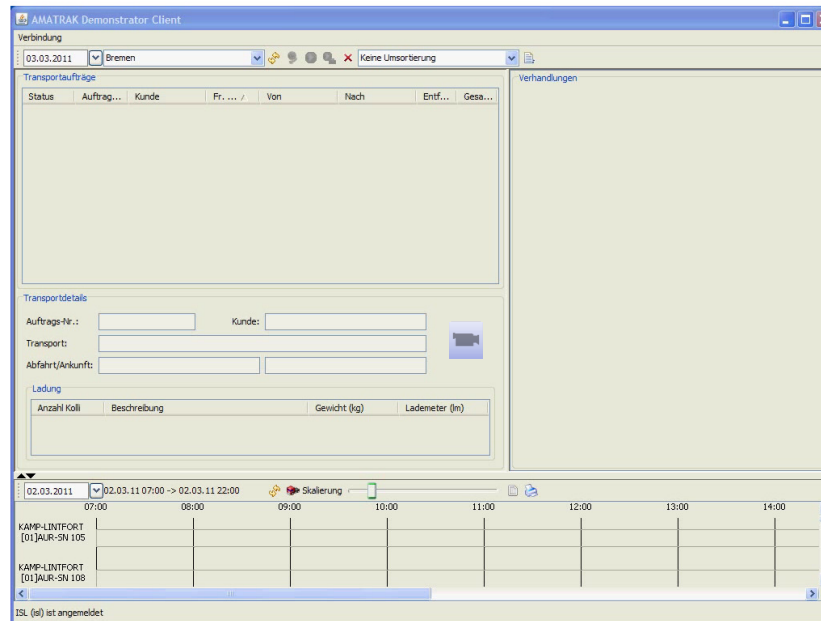 AMATRAK Demonstrator Client
Verbindung
03.03.2011 Bremen Keine Umsortierung
Transportaufträge
Verhandlungen
Status Auftrag... Kunde Fr. ... / Von Nach Entf... Gesa...
Transportdetails
Auftrags-Nr.: Kunde:
Transport:
Abfahrt/Ankunft:
Ladung
Anzahl Kolli Beschreibung Gewicht (kg) Lademeter (lm)
02.03.2011 02.03.11 07:00 -> 02.03.11 22:00 Skalierung
07:00 08:00 09:00 10:00 11:00 12:00 13:00 14:00
KAMP-LINTFORT
[01]AUR-SN 105
KAMP-LINTFORT
[01]AUR-SN 108
ISL (isl) ist angemeldet